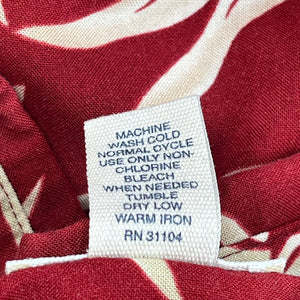 MACHINE
WASH COLD
NORMAL CYCLE
USE ONLY NON-
CHLORINE
BLEACH
WHEN NEEDED
TUMBLE
DRY LOW
WARM IRON
RN 31104